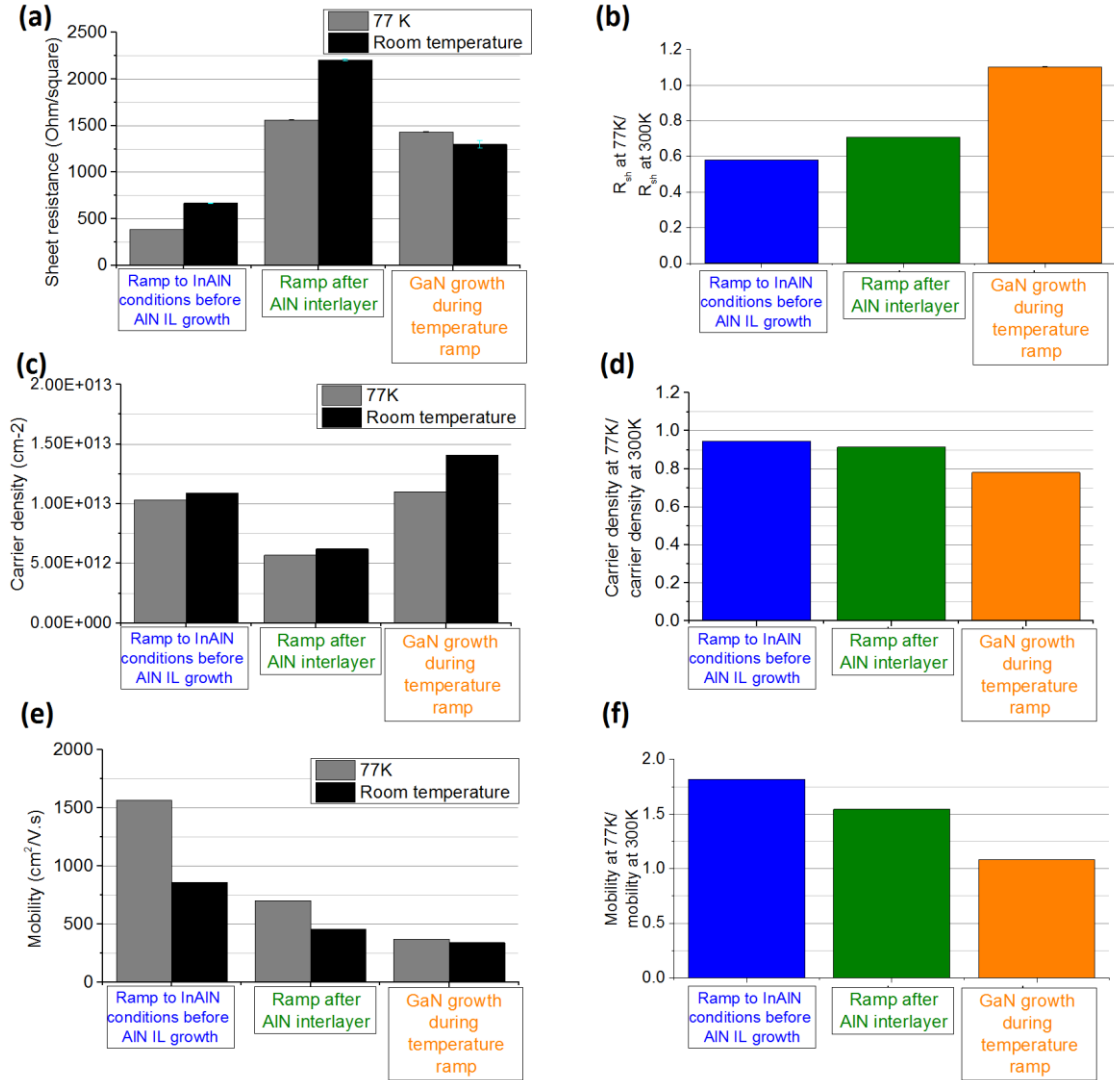 (a)
77 K
Room temperature
2500
2000
1500
1000
500
0
Sheet resistance (Ohm/square)
Ramp to InAlN
conditions before
AlN IL growth
Ramp after
AlN interlayer
GaN growth
during
temperature
ramp
(b)
1.2
1.0
0.8
0.6
0.4
0.2
0.0
Rsh at 77K/
Rsh at 300K
Ramp to InAlN
conditions before
AlN IL growth
Ramp after
AlN interlayer
GaN growth
during
temperature
ramp
(c)
77K
Room temperature
2.00E+013
1.50E+013
1.00E+013
5.00E+012
0.00E+000
Carrier density (cm-2)
Ramp to InAlN
conditions before
AlN IL growth
Ramp after
AlN interlayer
GaN growth
during
temperature
ramp
(d)
1.2
1.0
0.8
0.6
0.4
0.2
0.0
Carrier density at 77K/
carrier density at 300K
Ramp to InAlN
conditions before
AlN IL growth
Ramp after
AlN interlayer
GaN growth
during
temperature
ramp
(e)
77K
Room temperature
2000
1500
1000
500
0
Mobility (cm²/V.s)
Ramp to InAlN
conditions before
AlN IL growth
Ramp after
AlN interlayer
GaN growth
during
temperature
ramp
(f)
2.0
1.5
1.0
0.5
0.0
Mobility at 77K/
mobility at 300K
Ramp to InAlN
conditions before
AlN IL growth
Ramp after
AlN interlayer
GaN growth
during
temperature
ramp